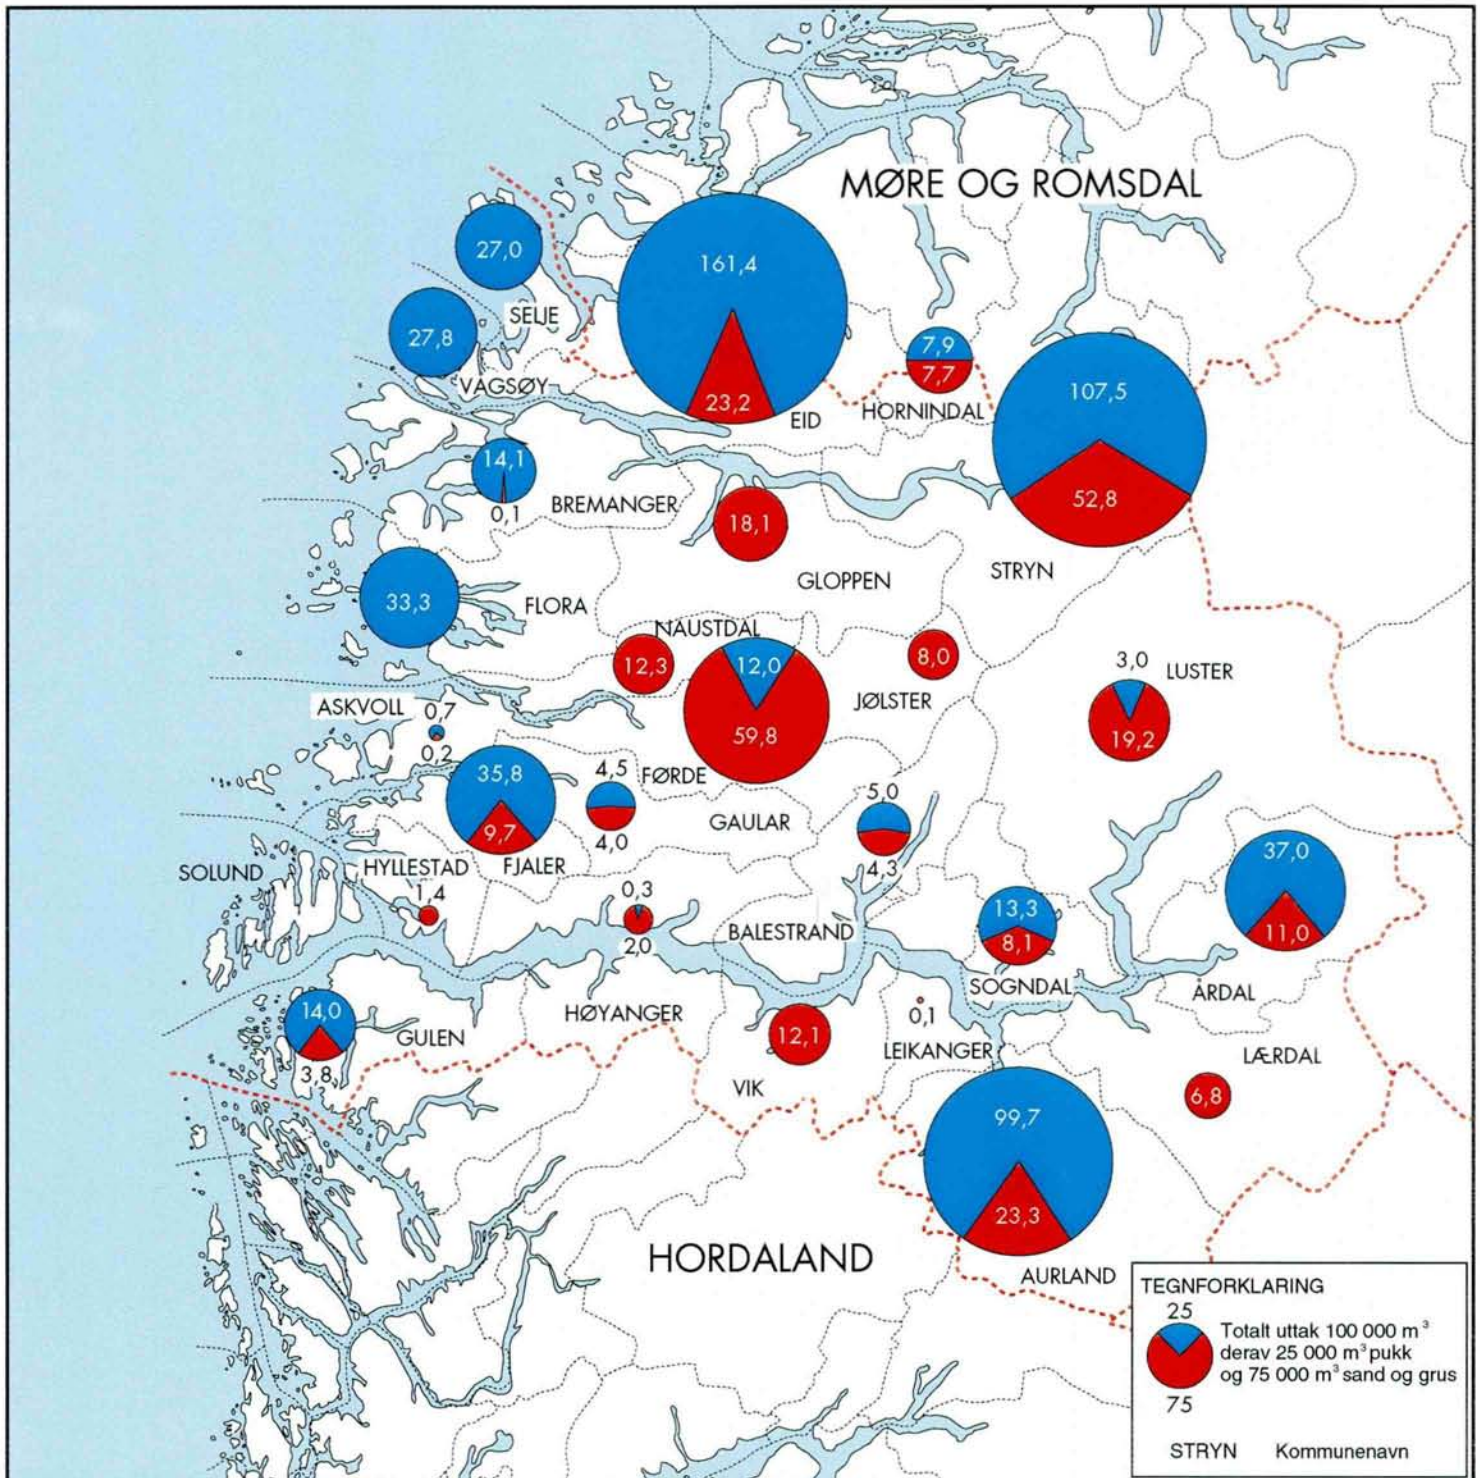 MØRE OG ROMSDAL
27,0
161,4
SELJE
27,8
7,9
7,7
VAGSØY
107,5
23,2
EID
HORNINDAL
14,1
0,1
BREMANGER
52,8
18,1
STRYN
GLOPPEN
33,3
FLORA
NAUSTDAL
12,3
12,0
8,0
3,0
LUSTER
ASKVOLL
0,7
0,2
JØLSTER
59,8
19,2
35,8
9,7
4,5
FØRDE
4,0
GAULAR
5,0
4,3
37,0
11,0
SOLUND
HYLLESTAD
FJALER
1,4
0,3
2,0
BALESTRAND
13,3
8,1
SOGNDAL
ÅRDAL
14,0
3,8
GULEN
HØYANGER
12,1
VIK
0,1
LEIKANGER
LÆRDAL
6,8
99,7
23,3
HORDALAND
AURLAND
TEGNFORKLARING
25
Totalt uttak 100 000 m³
derav 25 000 m³ pukk
og 75 000 m³ sand og grus
75
STRYN Kommunenavn